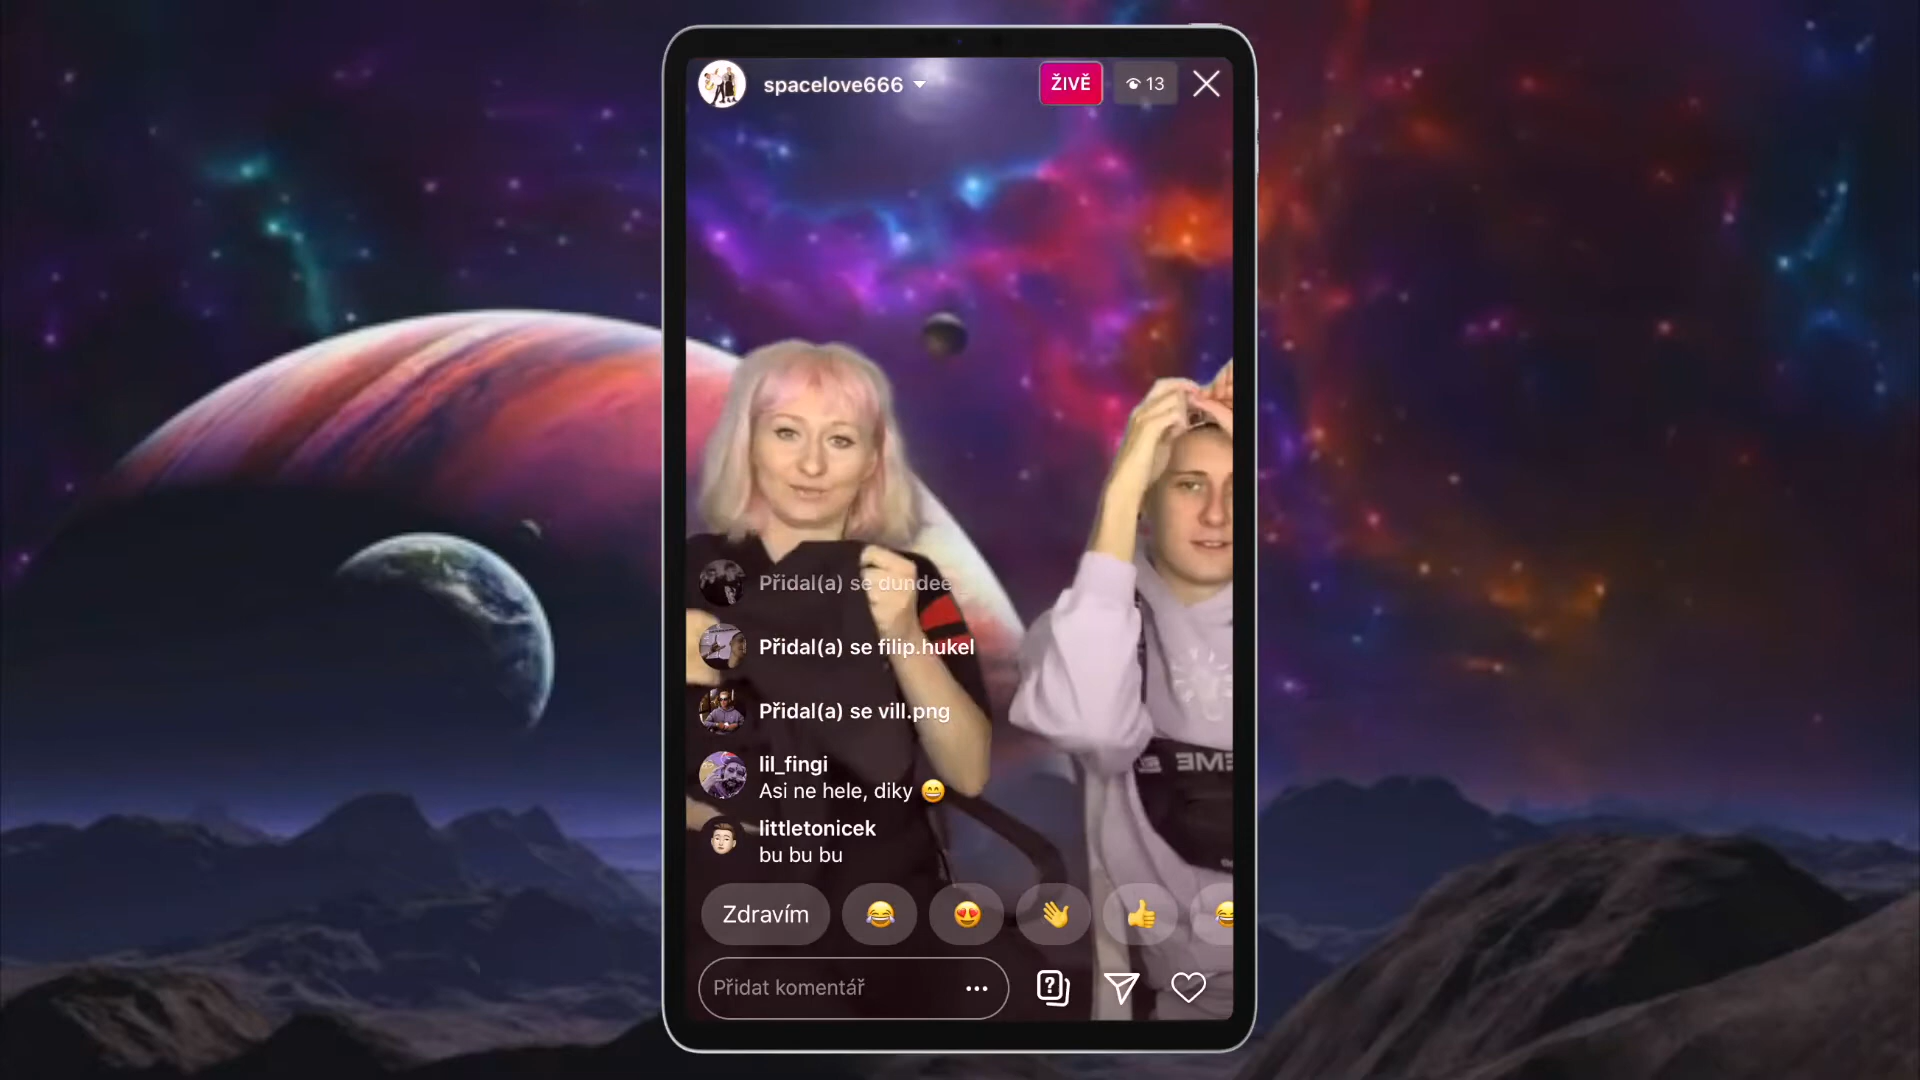 spacelove666
ŽIVĚ
13
Přidal(a) se dundee
Přidal(a) se filip.hukel
Přidal(a) se vill.png
lil_fingi
Asi ne hele, diky 😄
littletonicek
bu bu bu
Zdravím
Přidat komentář